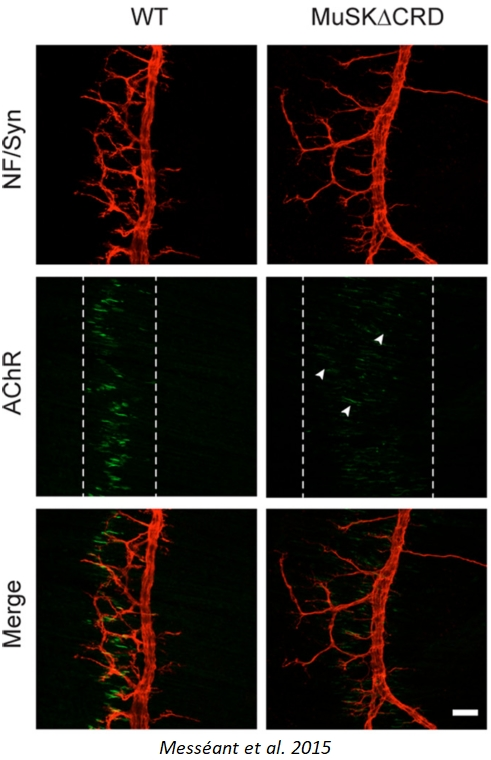 WT
MuSKΔCRD
NF/Syn
AChR
Merge
Messéant et al. 2015